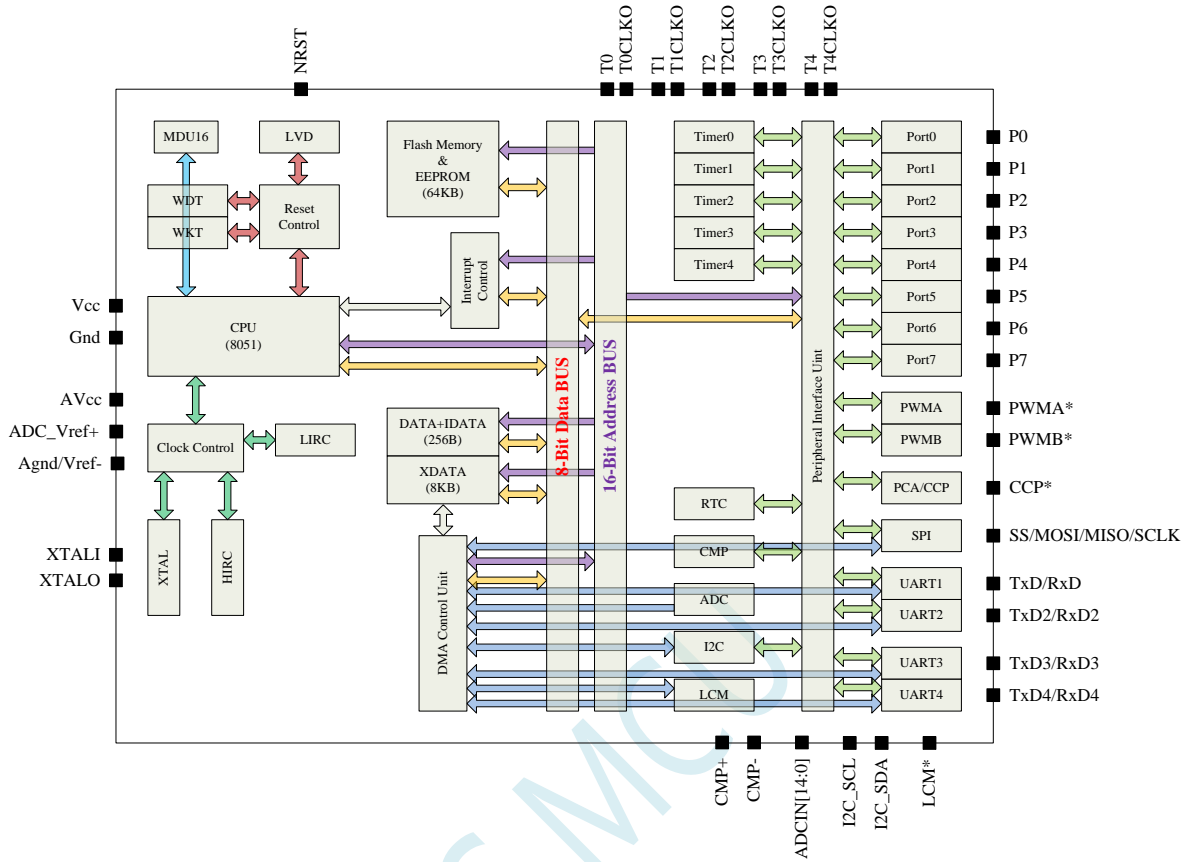 NRST
T0
T0CLKO
T1
T1CLKO
T2
T2CLKO
T3
T3CLKO
T4
T4CLKO
MDU16
LVD
WDT
WKT
Reset
Control
Flash Memory
&
EEPROM
(64KB)
Interrupt
Control
CPU
(8051)
Clock Control
LIRC
XTAL
HIRC
DATA+IDATA
(256B)
XDATA
(8KB)
DMA Control Unit
8-Bit Data BUS
16-Bit Address BUS
Timer0
Timer1
Timer2
Timer3
Timer4
RTC
CMP
ADC
I2C
LCM
Peripheral Interface Uint
Port0
Port1
Port2
Port3
Port4
Port5
Port6
Port7
PWMA
PWMB
PCA/CCP
SPI
UART1
UART2
UART3
UART4
Vcc
Gnd
AVcc
ADC_Vref+
Agnd/Vref-
XTALI
XTALO
P0
P1
P2
P3
P4
P5
P6
P7
PWMA*
PWMB*
CCP*
SS/MOSI/MISO/SCLK
TxD/RxD
TxD2/RxD2
TxD3/RxD3
TxD4/RxD4
CMP+
CMP-
ADCIN[14:0]
I2C_SCL
I2C_SDA
LCM*
MCU